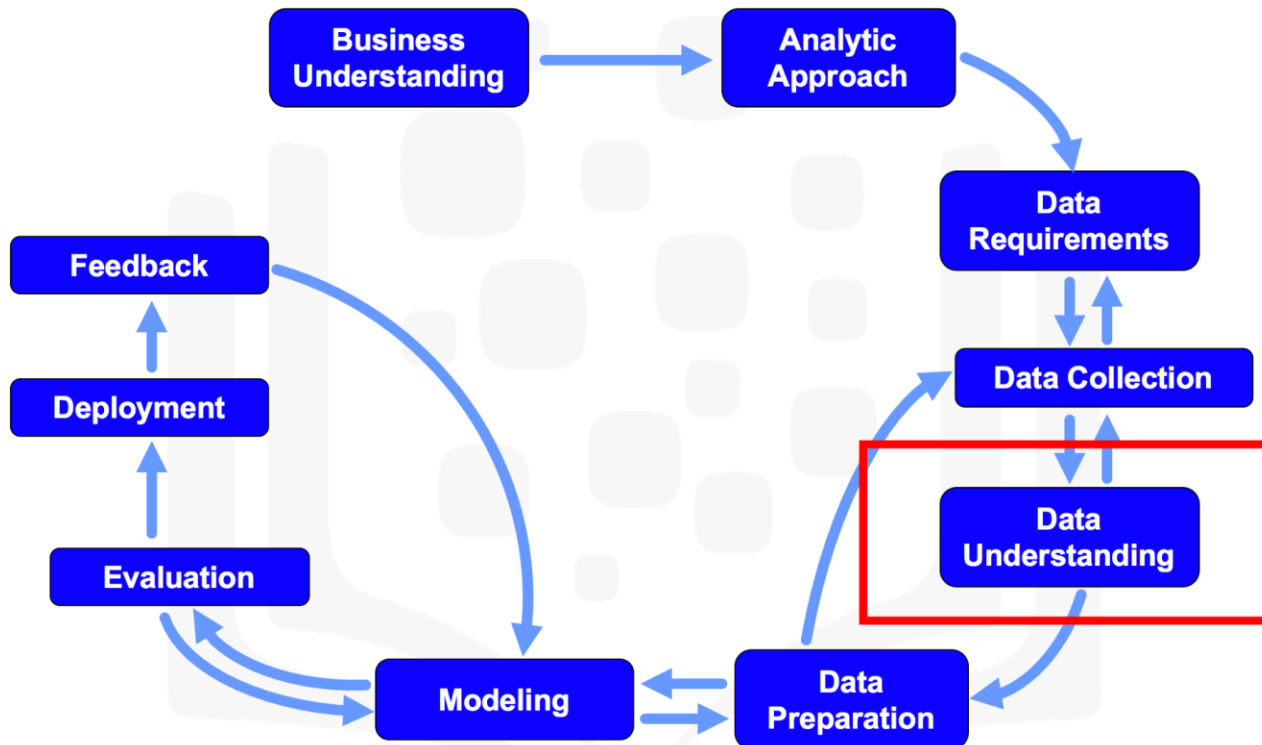 Business
Understanding
Analytic
Approach
Data
Requirements
Data Collection
Data
Understanding
Data
Preparation
Modeling
Evaluation
Deployment
Feedback